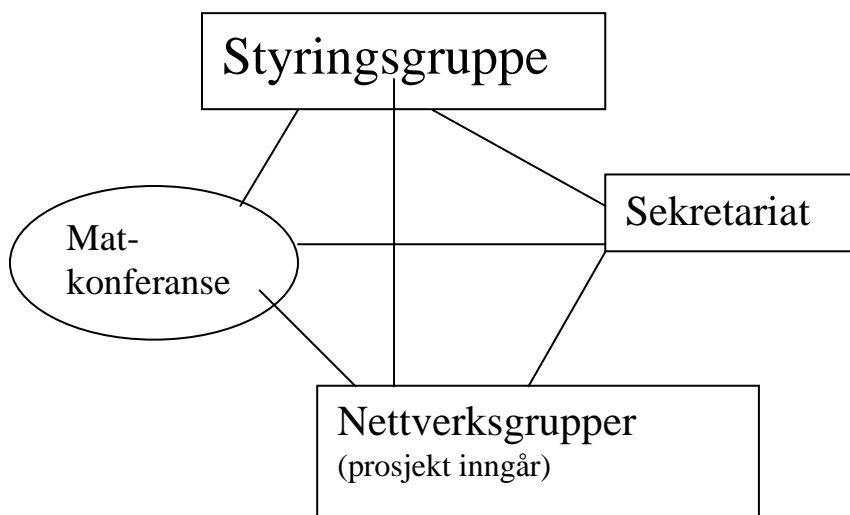 Styringsgruppe
Sekretariat
Mat-
konferanse
Nettverksgrupper
(prosjekt inngår)